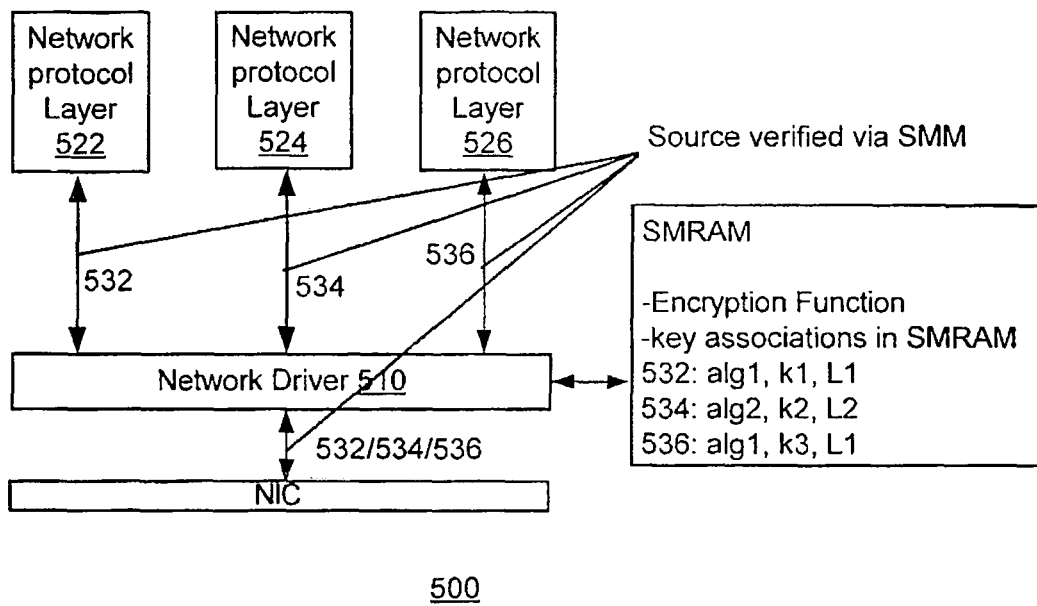 Network
protocol
Layer
522
Network
protocol
Layer
524
Network
protocol
Layer
526
Source verified via SMM
532
534
536
SMRAM
-Encryption Function
-key associations in SMRAM
532: alg1, k1, L1
534: alg2, k2, L2
536: alg1, k3, L1
Network Driver 510
532/534/536
NIC
500